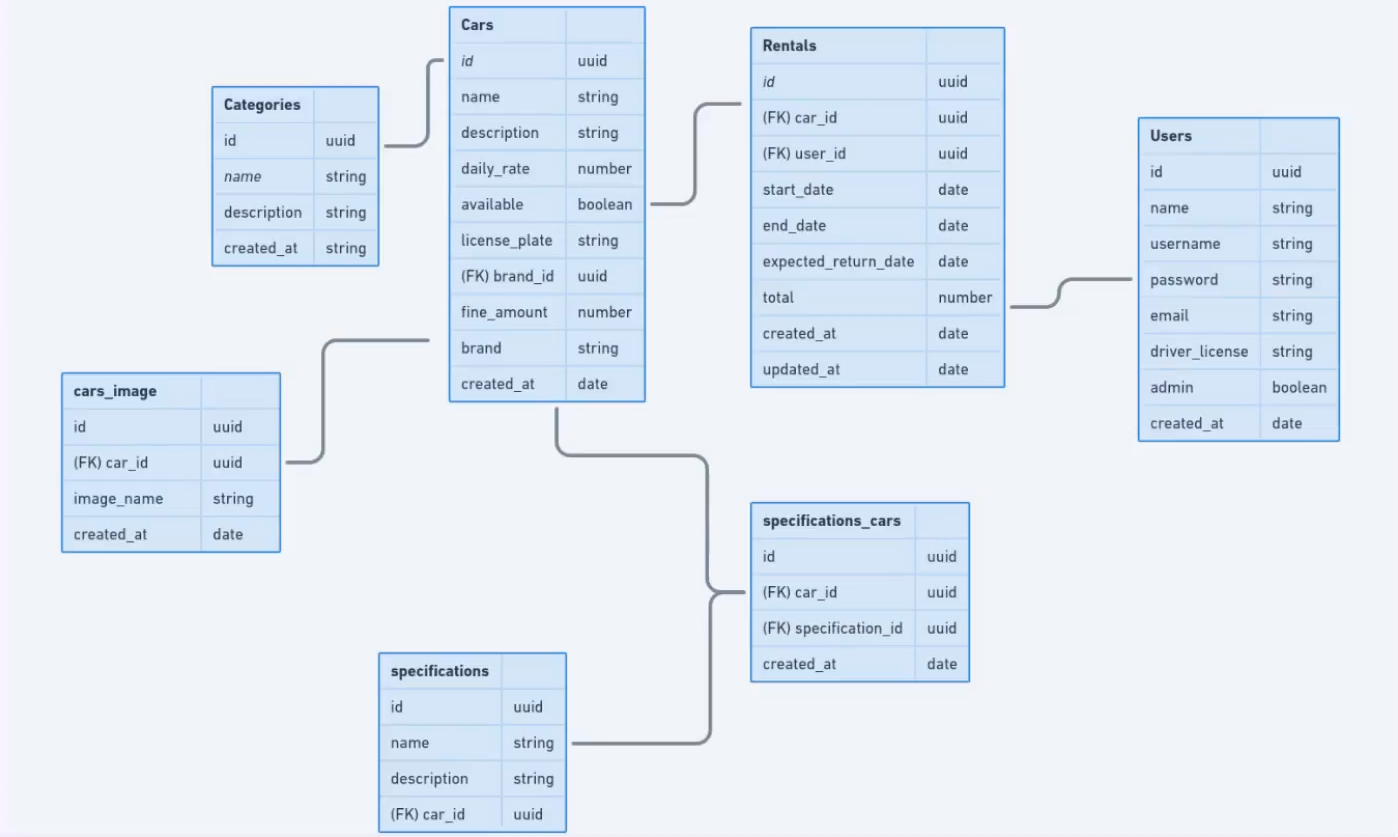 Cars
id uuid
name string
description string
daily_rate number
available boolean
license_plate string
(FK) brand_id uuid
fine_amount number
brand string
created_at date
Rentals
id uuid
(FK) car_id uuid
(FK) user_id uuid
start_date date
end_date date
expected_return_date date
total number
created_at date
updated_at date
Categories
id uuid
name string
description string
created_at string
Users
id uuid
name string
username string
password string
email string
driver_license string
admin boolean
created_at date
cars_image
id uuid
(FK) car_id uuid
image_name string
created_at date
specifications_cars
id uuid
(FK) car_id uuid
(FK) specification_id uuid
created_at date
specifications
id uuid
name string
description string
(FK) car_id uuid